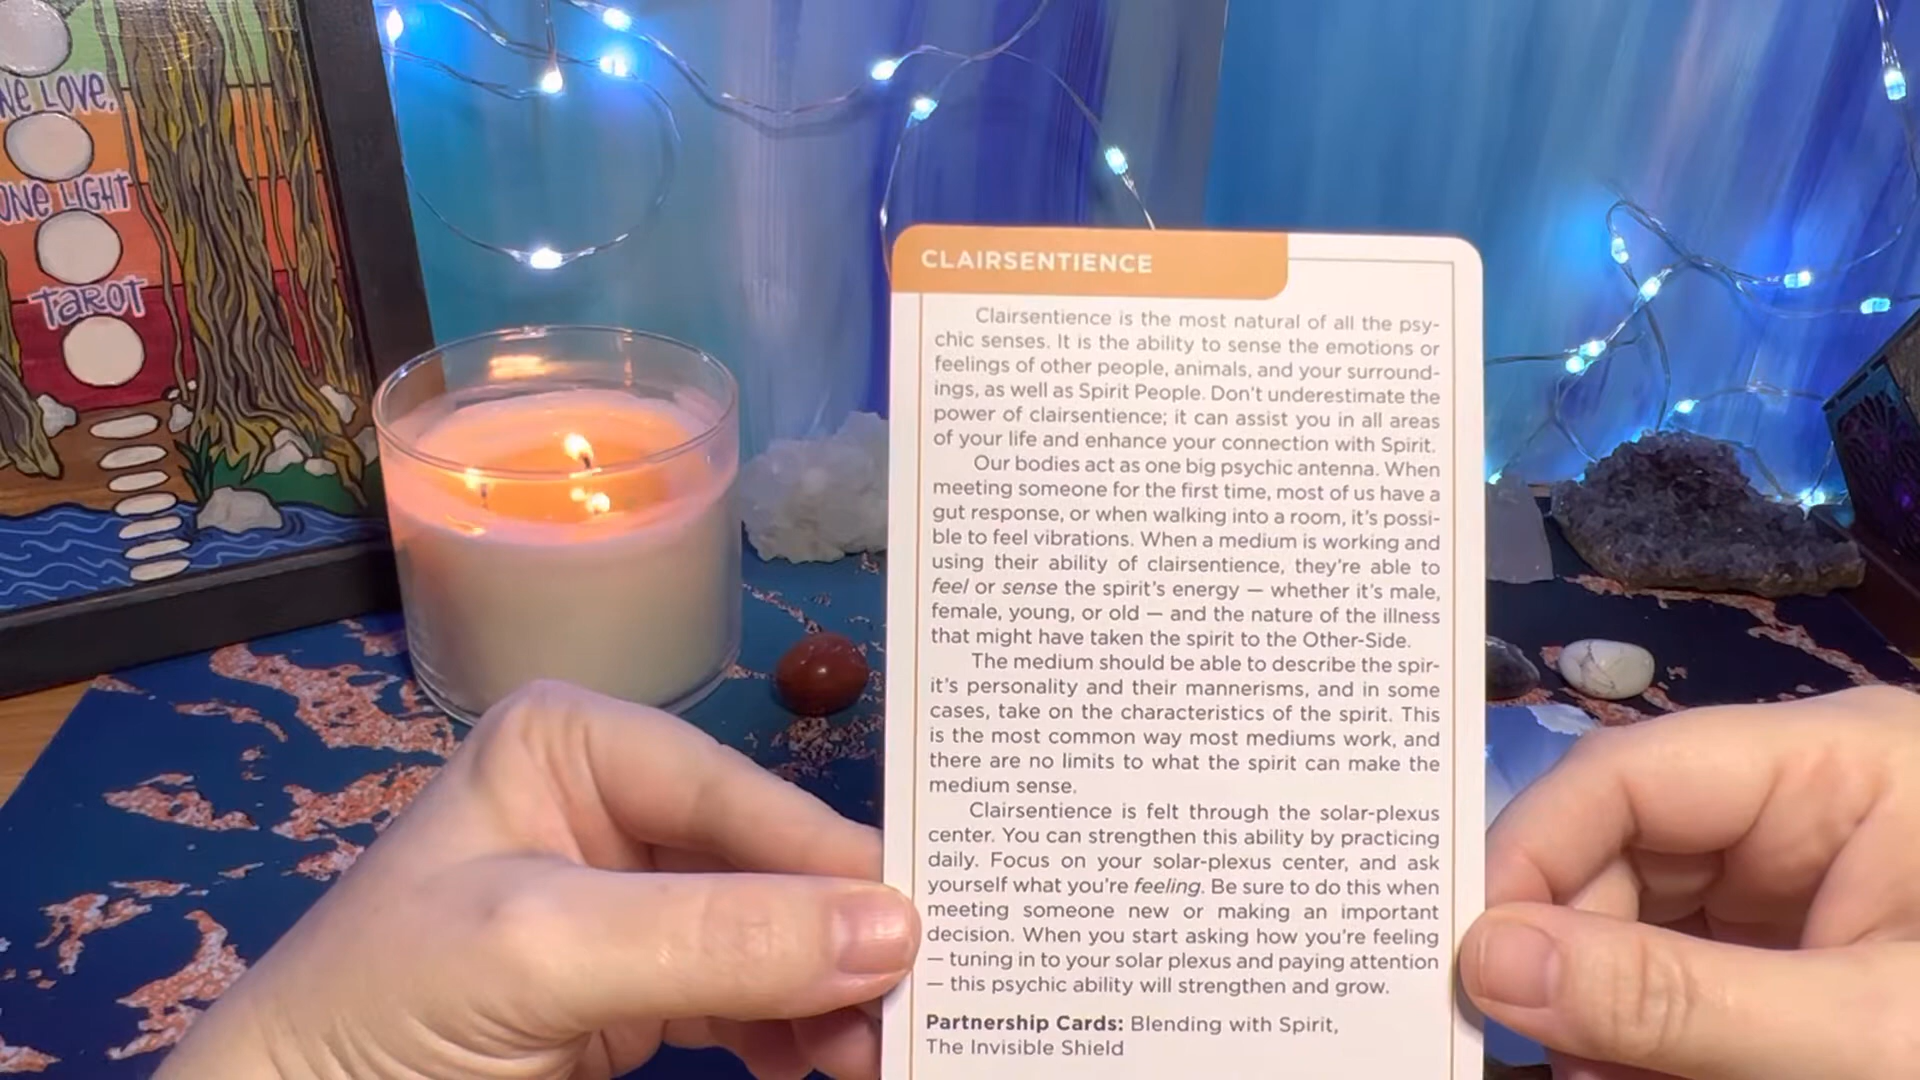 NE LOVE,
ONE LIGHT
TAROT
CLAIRSENTIENCE
Clairsentience is the most natural of all the psy-
chic senses. It is the ability to sense the emotions or
feelings of other people, animals, and your surround-
ings, as well as Spirit People. Don't underestimate the
power of clairsentience; it can assist you in all areas
of your life and enhance your connection with Spirit.
Our bodies act as one big psychic antenna. When
meeting someone for the first time, most of us have a
gut response, or when walking into a room, it's possi-
ble to feel vibrations. When a medium is working and
using their ability of clairsentience, they're able to
feel or sense the spirit's energy — whether it's male,
female, young, or old — and the nature of the illness
that might have taken the spirit to the Other-Side.
The medium should be able to describe the spir-
it's personality and their mannerisms, and in some
cases, take on the characteristics of the spirit. This
is the most common way most mediums work, and
there are no limits to what the spirit can make the
medium sense.
Clairsentience is felt through the solar-plexus
center. You can strengthen this ability by practicing
daily. Focus on your solar-plexus center, and ask
yourself what you're feeling. Be sure to do this when
meeting someone new or making an important
decision. When you start asking how you're feeling
— tuning in to your solar plexus and paying attention
— this psychic ability will strengthen and grow.
Partnership Cards: Blending with Spirit,
The Invisible Shield